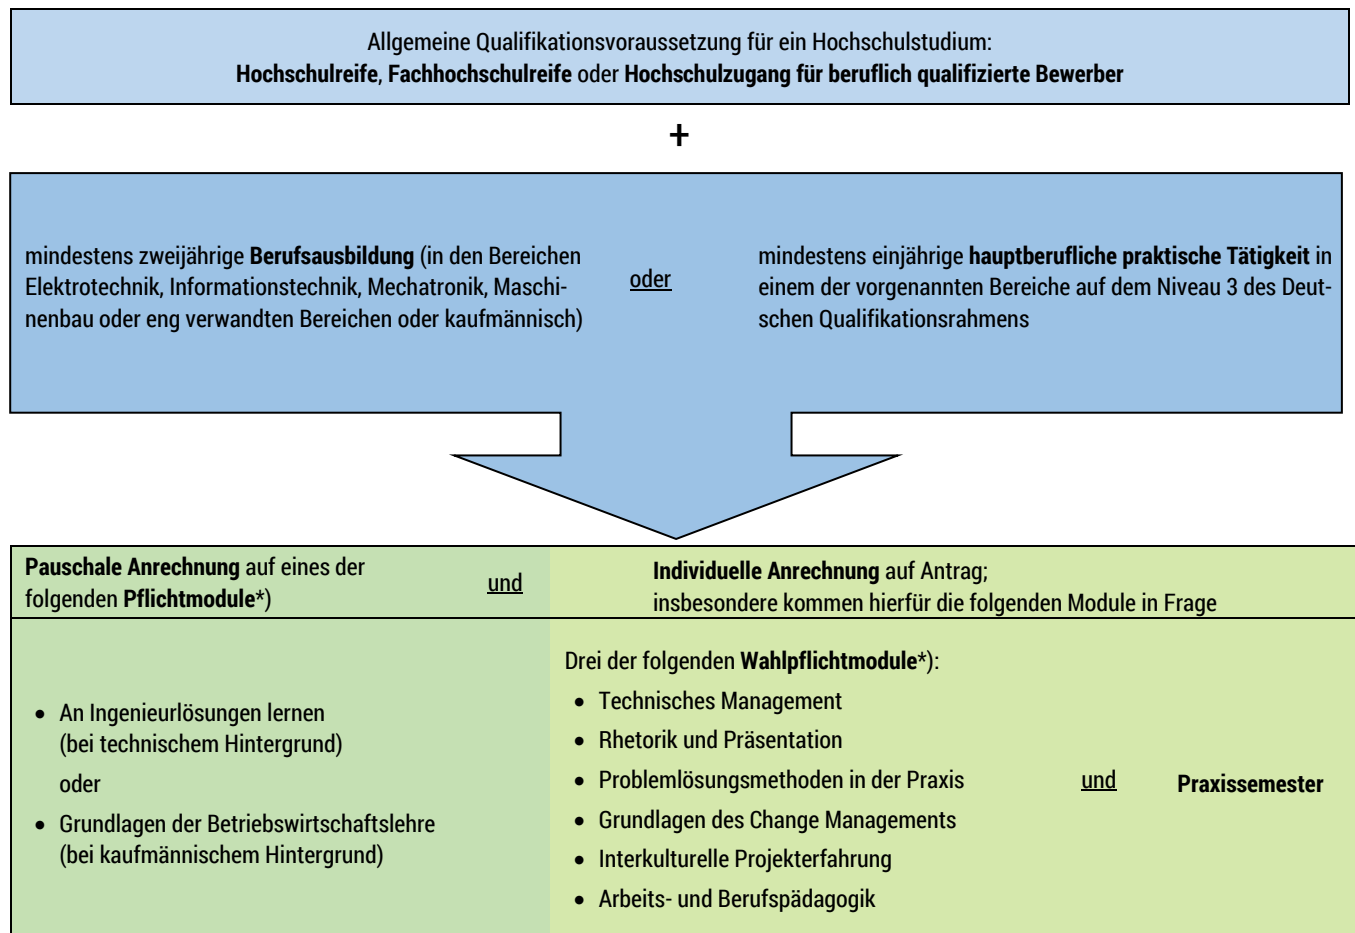 Allgemeine Qualifikationsvoraussetzung für ein Hochschulstudium:
Hochschulreife, Fachhochschulreife oder Hochschulzugang für beruflich qualifizierte Bewerber
+
mindestens zweijährige Berufsausbildung (in den Bereichen
Elektrotechnik, Informationstechnik, Mechatronik, Maschi-
nenbau oder eng verwandten Bereichen oder kaufmännisch)
oder
mindestens einjährige hauptberufliche praktische Tätigkeit in
einem der vorgenannten Bereiche auf dem Niveau 3 des Deut-
schen Qualifikationsrahmens
Pauschale Anrechnung auf eines der
folgenden Pflichtmodule*)
und
Individuelle Anrechnung auf Antrag;
insbesondere kommen hierfür die folgenden Module in Frage
• An Ingenieurlösungen lernen
(bei technischem Hintergrund)
oder
• Grundlagen der Betriebswirtschaftslehre
(bei kaufmännischem Hintergrund)
Drei der folgenden Wahlpflichtmodule*):
• Technisches Management
• Rhetorik und Präsentation
• Problemlösungsmethoden in der Praxis
• Grundlagen des Change Managements
• Interkulturelle Projekterfahrung
• Arbeits- und Berufspädagogik
und
Praxissemester